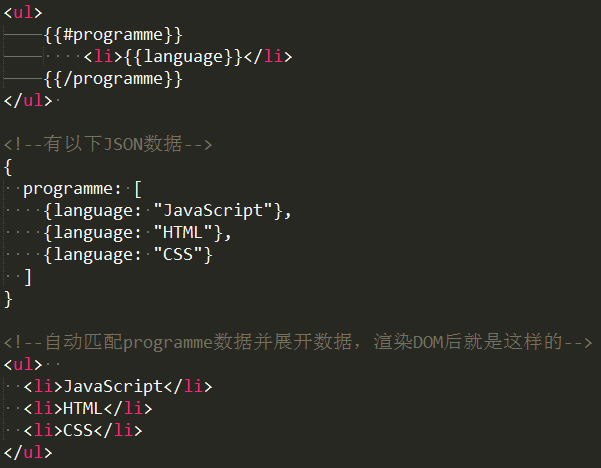 <ul>
{{#programme}}
<li>{{language}}</li>
{{/programme}}
</ul>
<!--有以下JSON数据-->
{
programme: [
{language: "JavaScript"},
{language: "HTML"},
{language: "CSS"}
]
}
<!--自动匹配programme数据并展开数据，渲染DOM后就是这样的-->
<ul>
<li>JavaScript</li>
<li>HTML</li>
<li>CSS</li>
</ul>